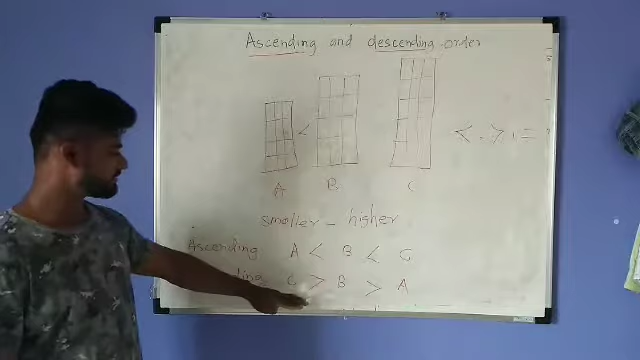 Ascending and descending order
<
< , > , =
A B C
smaller - higher
Ascending A < B < C
C > B > A